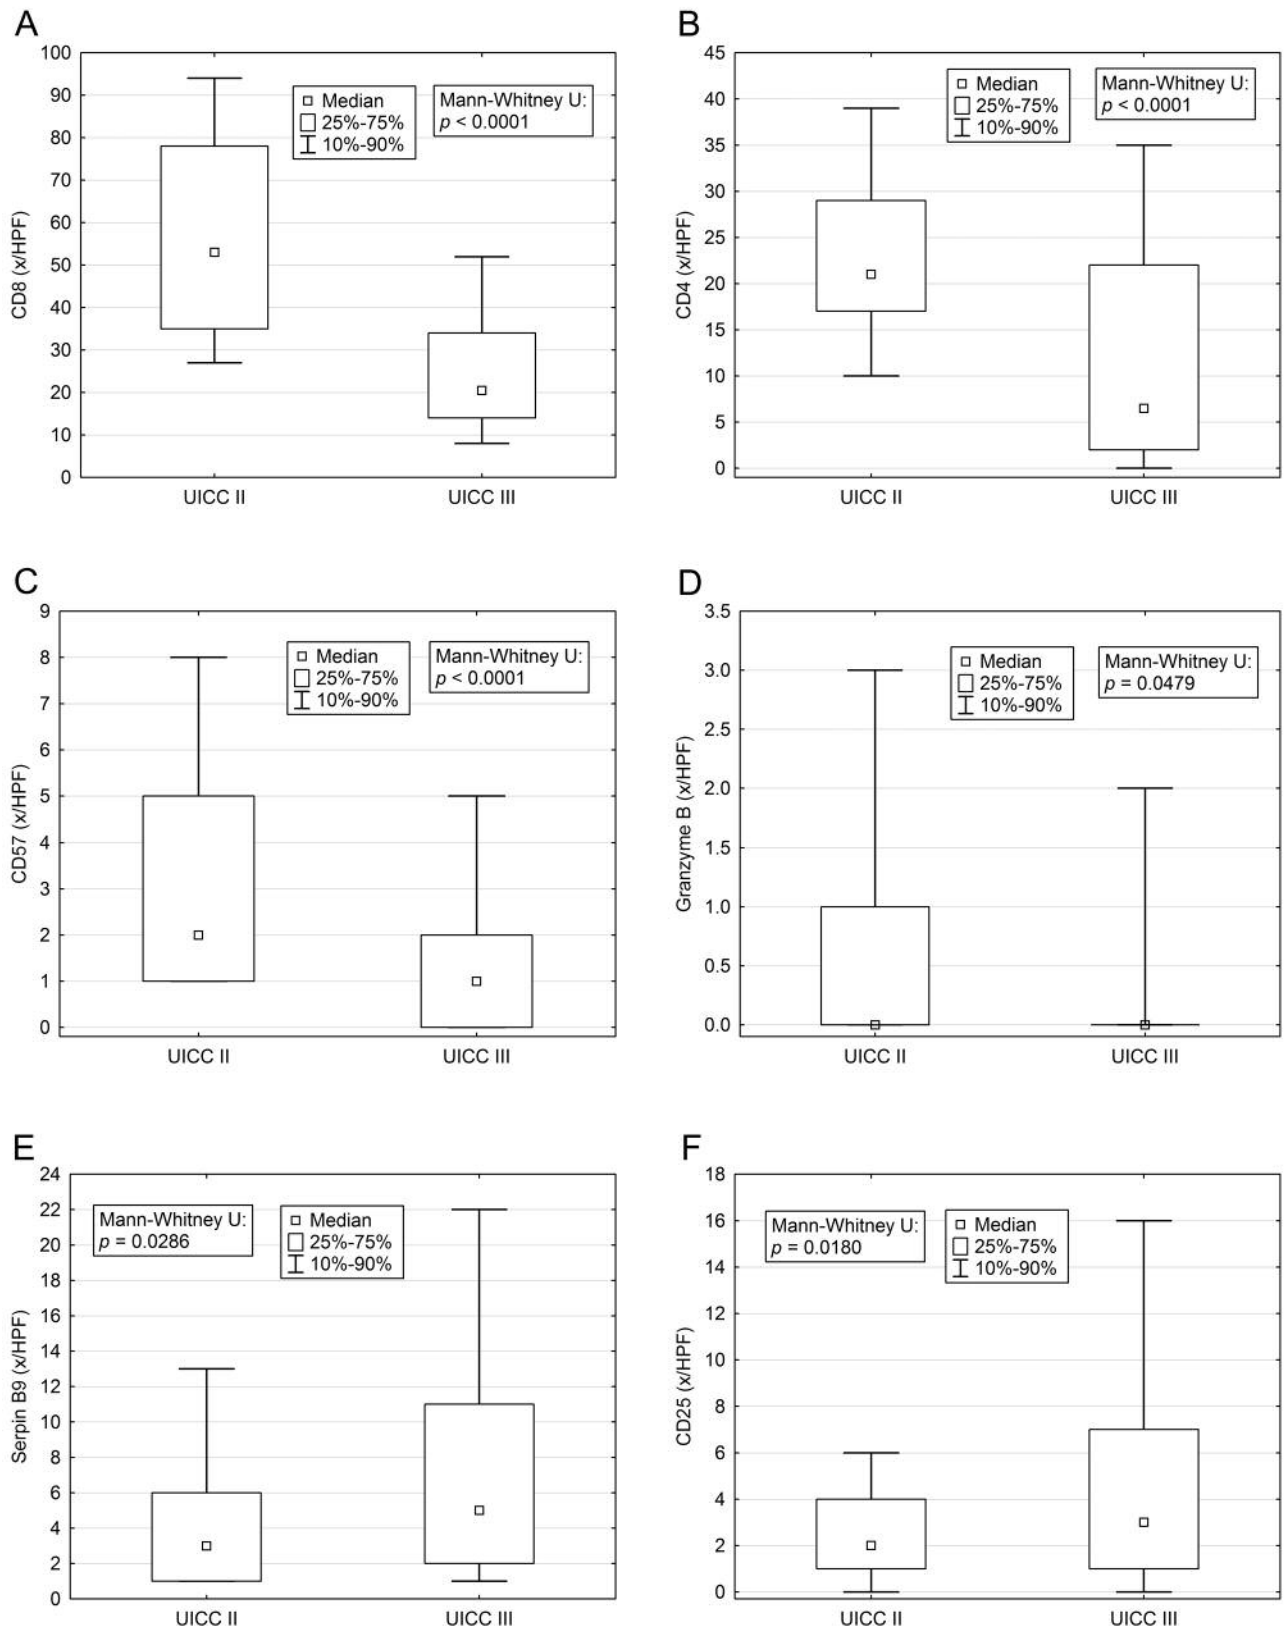 A
CD8 (x/HPF)
100
90
80
70
60
50
40
30
20
10
0
Median
25%-75%
10%-90%
Mann-Whitney U:
p < 0.0001
UICC II
UICC III
B
CD4 (x/HPF)
45
40
35
30
25
20
15
10
5
0
Median
25%-75%
10%-90%
Mann-Whitney U:
p < 0.0001
UICC II
UICC III
C
CD57 (x/HPF)
9
8
7
6
5
4
3
2
1
0
Median
25%-75%
10%-90%
Mann-Whitney U:
p < 0.0001
UICC II
UICC III
D
Granzyme B (x/HPF)
3.5
3.0
2.5
2.0
1.5
1.0
0.5
0.0
Median
25%-75%
10%-90%
Mann-Whitney U:
p = 0.0479
UICC II
UICC III
E
Serpin B9 (x/HPF)
24
22
20
18
16
14
12
10
8
6
4
2
0
Mann-Whitney U:
p = 0.0286
Median
25%-75%
10%-90%
UICC II
UICC III
F
CD25 (x/HPF)
18
16
14
12
10
8
6
4
2
0
Mann-Whitney U:
p = 0.0180
Median
25%-75%
10%-90%
UICC II
UICC III